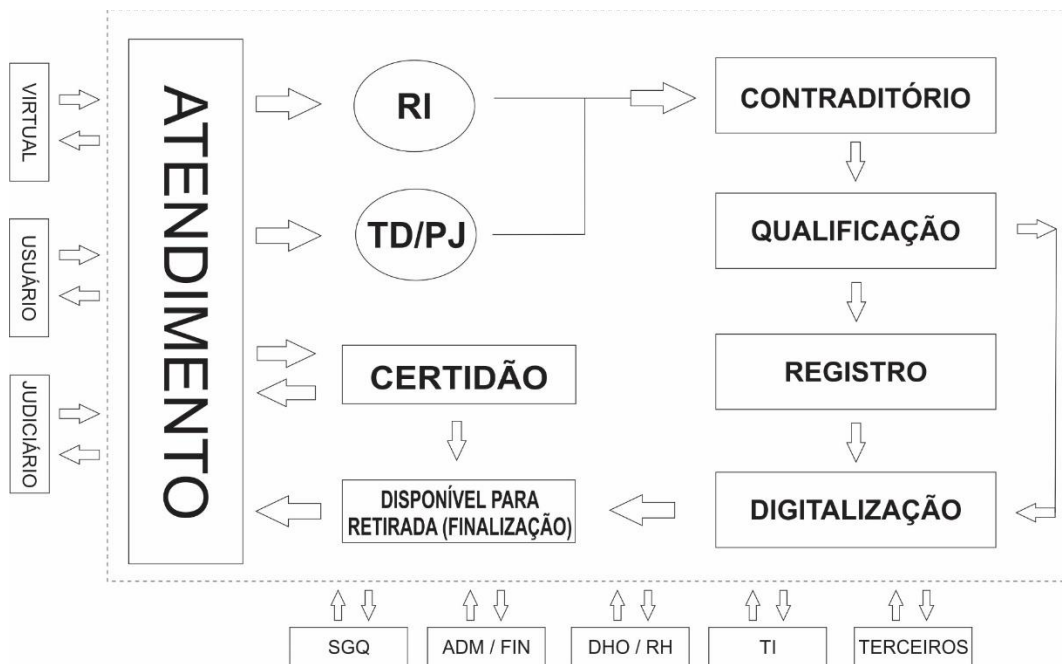 VIRTUAL
USUÁRIO
JUDICIÁRIO
ATENDIMENTO
RI
TD/PJ
CERTIDÃO
DISPONÍVEL PARA
RETIRADA (FINALIZAÇÃO)
CONTRADITÓRIO
QUALIFICAÇÃO
REGISTRO
DIGITALIZAÇÃO
SGQ
ADM / FIN
DHO / RH
TI
TERCEIROS